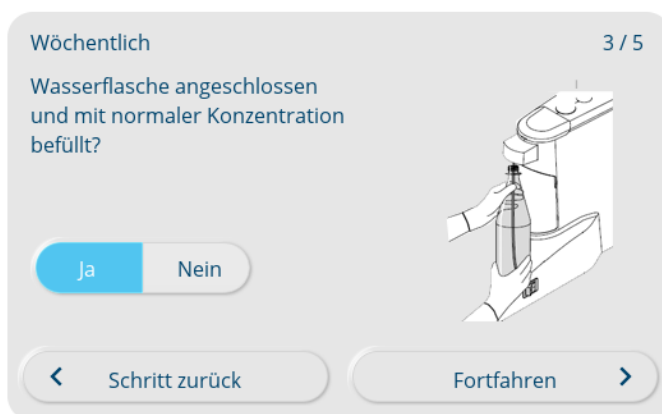 Wöchentlich 3 / 5
Wasserflasche angeschlossen
und mit normaler Konzentration
befüllt?
Ja Nein
Schritt zurück Fortfahren